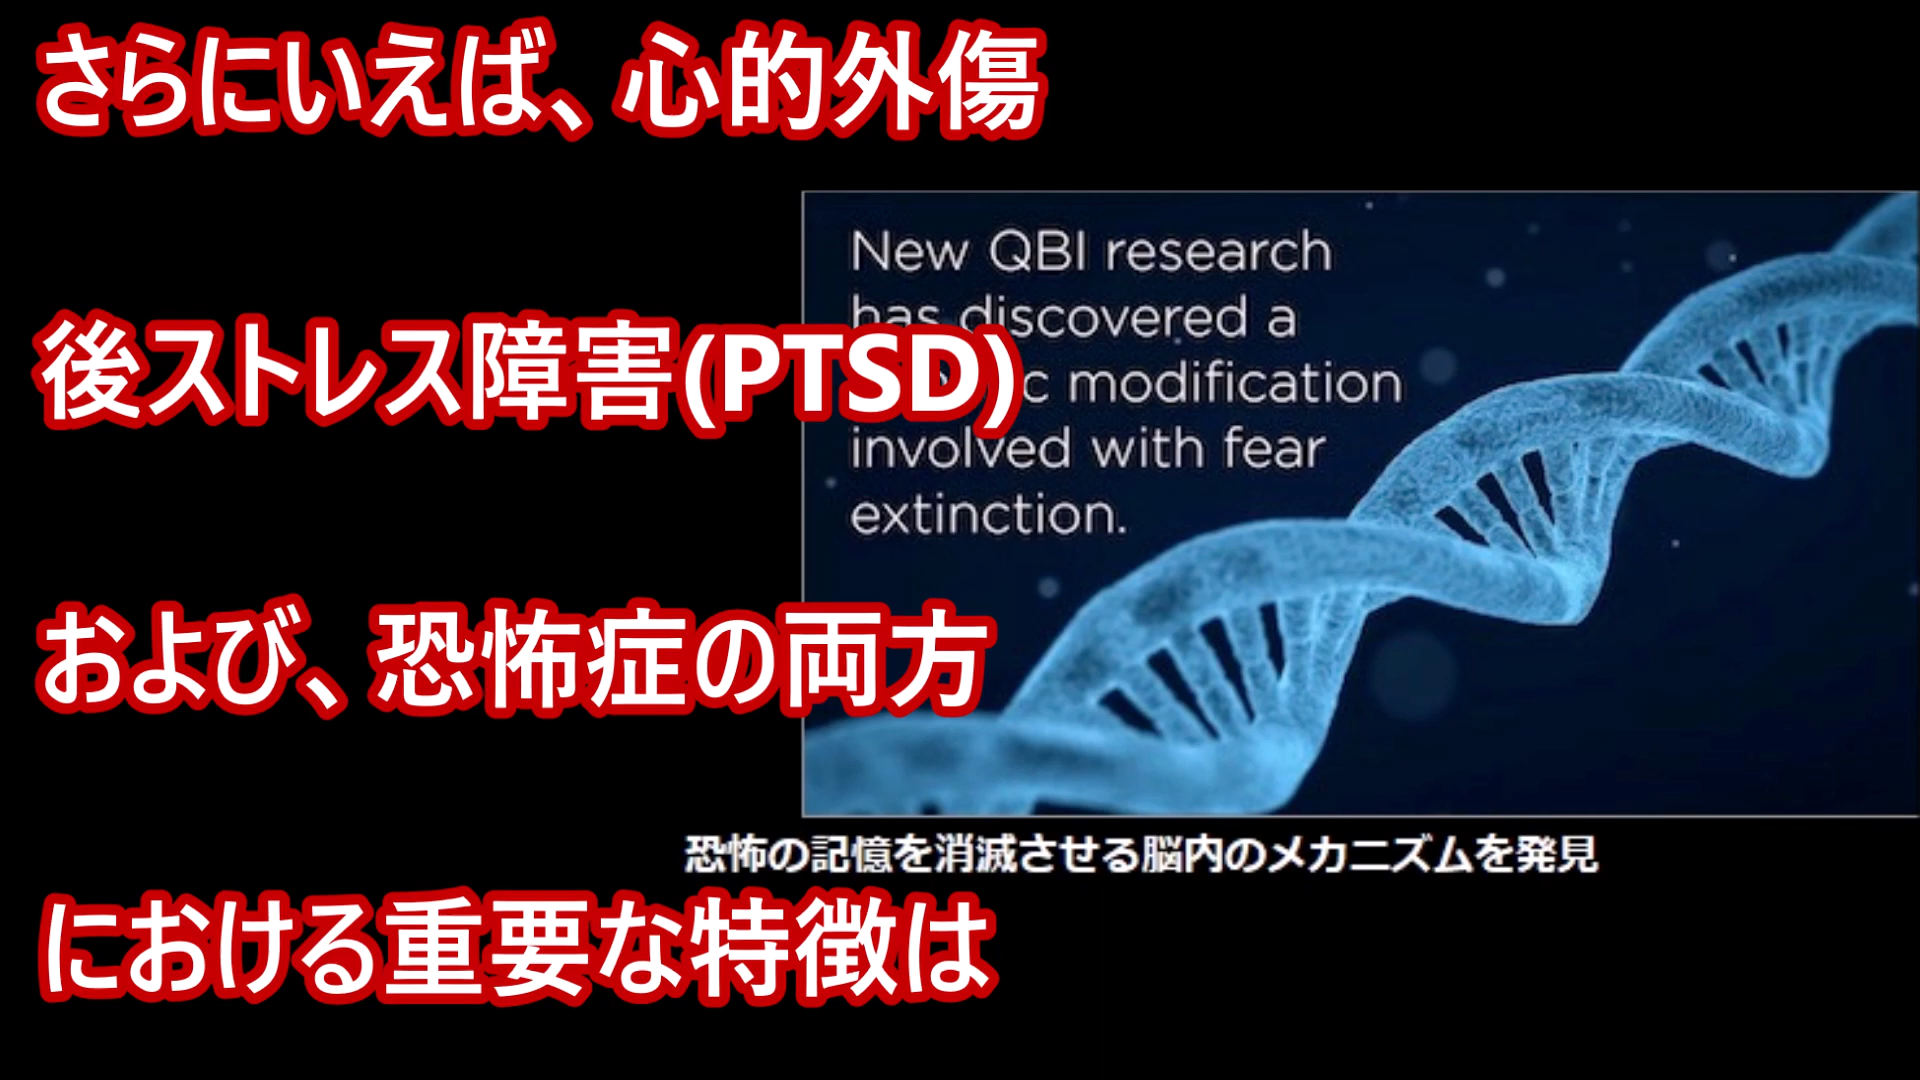 さらにいえば、心的外傷
後ストレス障害(PTSD)
および、恐怖症の両方
における重要な特徴は
New QBI research
has discovered a
modification
involved with fear
extinction.
恐怖の記憶を消滅させる脳内のメカニズムを発見